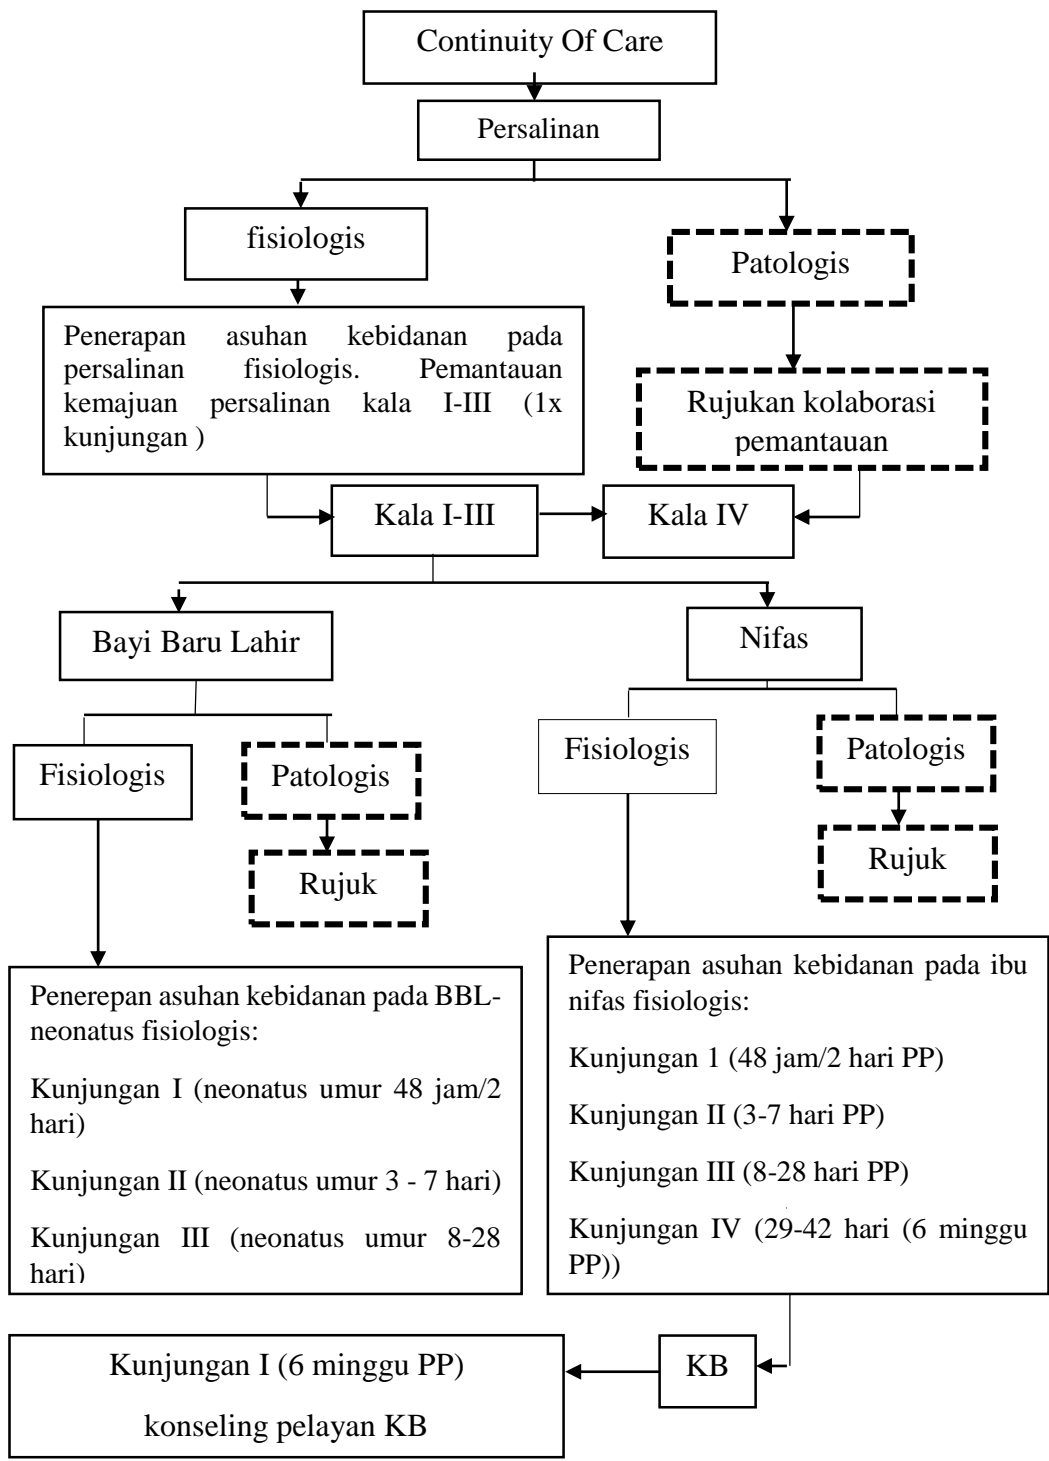 Continuity Of Care
Persalinan
fisiologis
Patologis
Penerapan asuhan kebidanan pada
persalinan fisiologis. Pemantauan
kemajuan persalinan kala I-III (1x
kunjungan )
Rujukan kolaborasi
pemantauan
Kala I-III
Kala IV
Bayi Baru Lahir
Nifas
Fisiologis
Patologis
Rujuk
Fisiologis
Patologis
Rujuk
Penerepan asuhan kebidanan pada BBL-
neonatus fisiologis:
Kunjungan I (neonatus umur 48 jam/2
hari)
Kunjungan II (neonatus umur 3 - 7 hari)
Kunjungan III (neonatus umur 8-28
hari)
Penerapan asuhan kebidanan pada ibu
nifas fisiologis:
Kunjungan 1 (48 jam/2 hari PP)
Kunjungan II (3-7 hari PP)
Kunjungan III (8-28 hari PP)
Kunjungan IV (29-42 hari (6 minggu
PP))
Kunjungan I (6 minggu PP)
konseling pelayan KB
KB